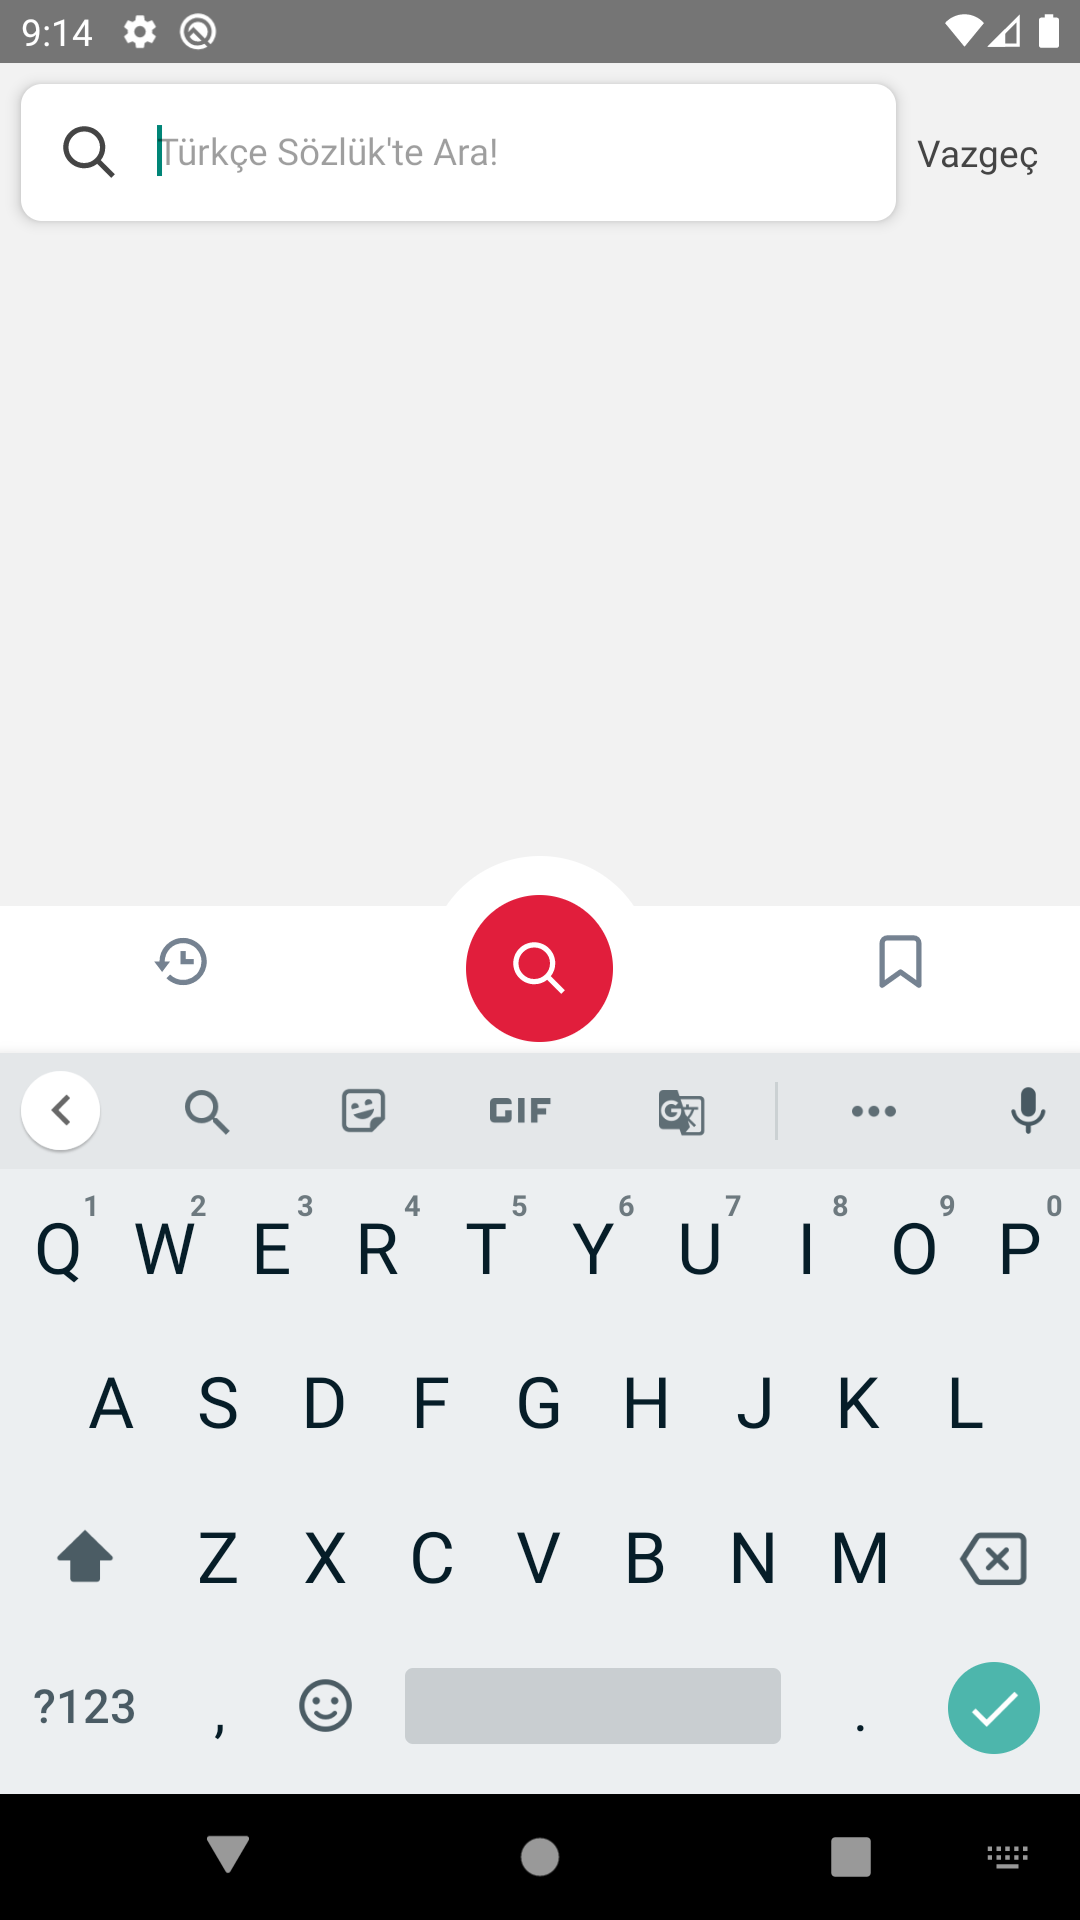 9:14
Türkçe Sözlük'te Ara!
Vazgeç
GIF
G
1 2 3 4 5 6 7 8 9 0
Q W E R T Y U I O P
A S D F G H J K L
Z X C V B N M
?123 , .